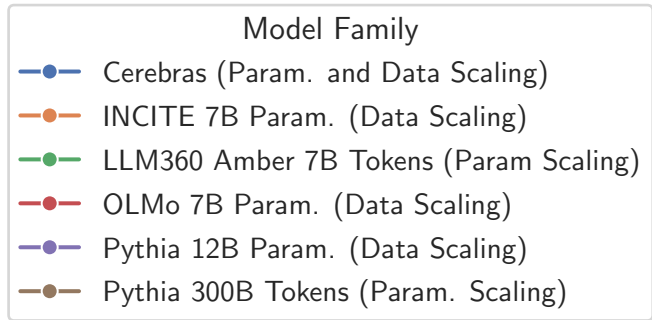 Model Family
Cerebras (Param. and Data Scaling)
INCITE 7B Param. (Data Scaling)
LLM360 Amber 7B Tokens (Param Scaling)
OLMo 7B Param. (Data Scaling)
Pythia 12B Param. (Data Scaling)
Pythia 300B Tokens (Param. Scaling)